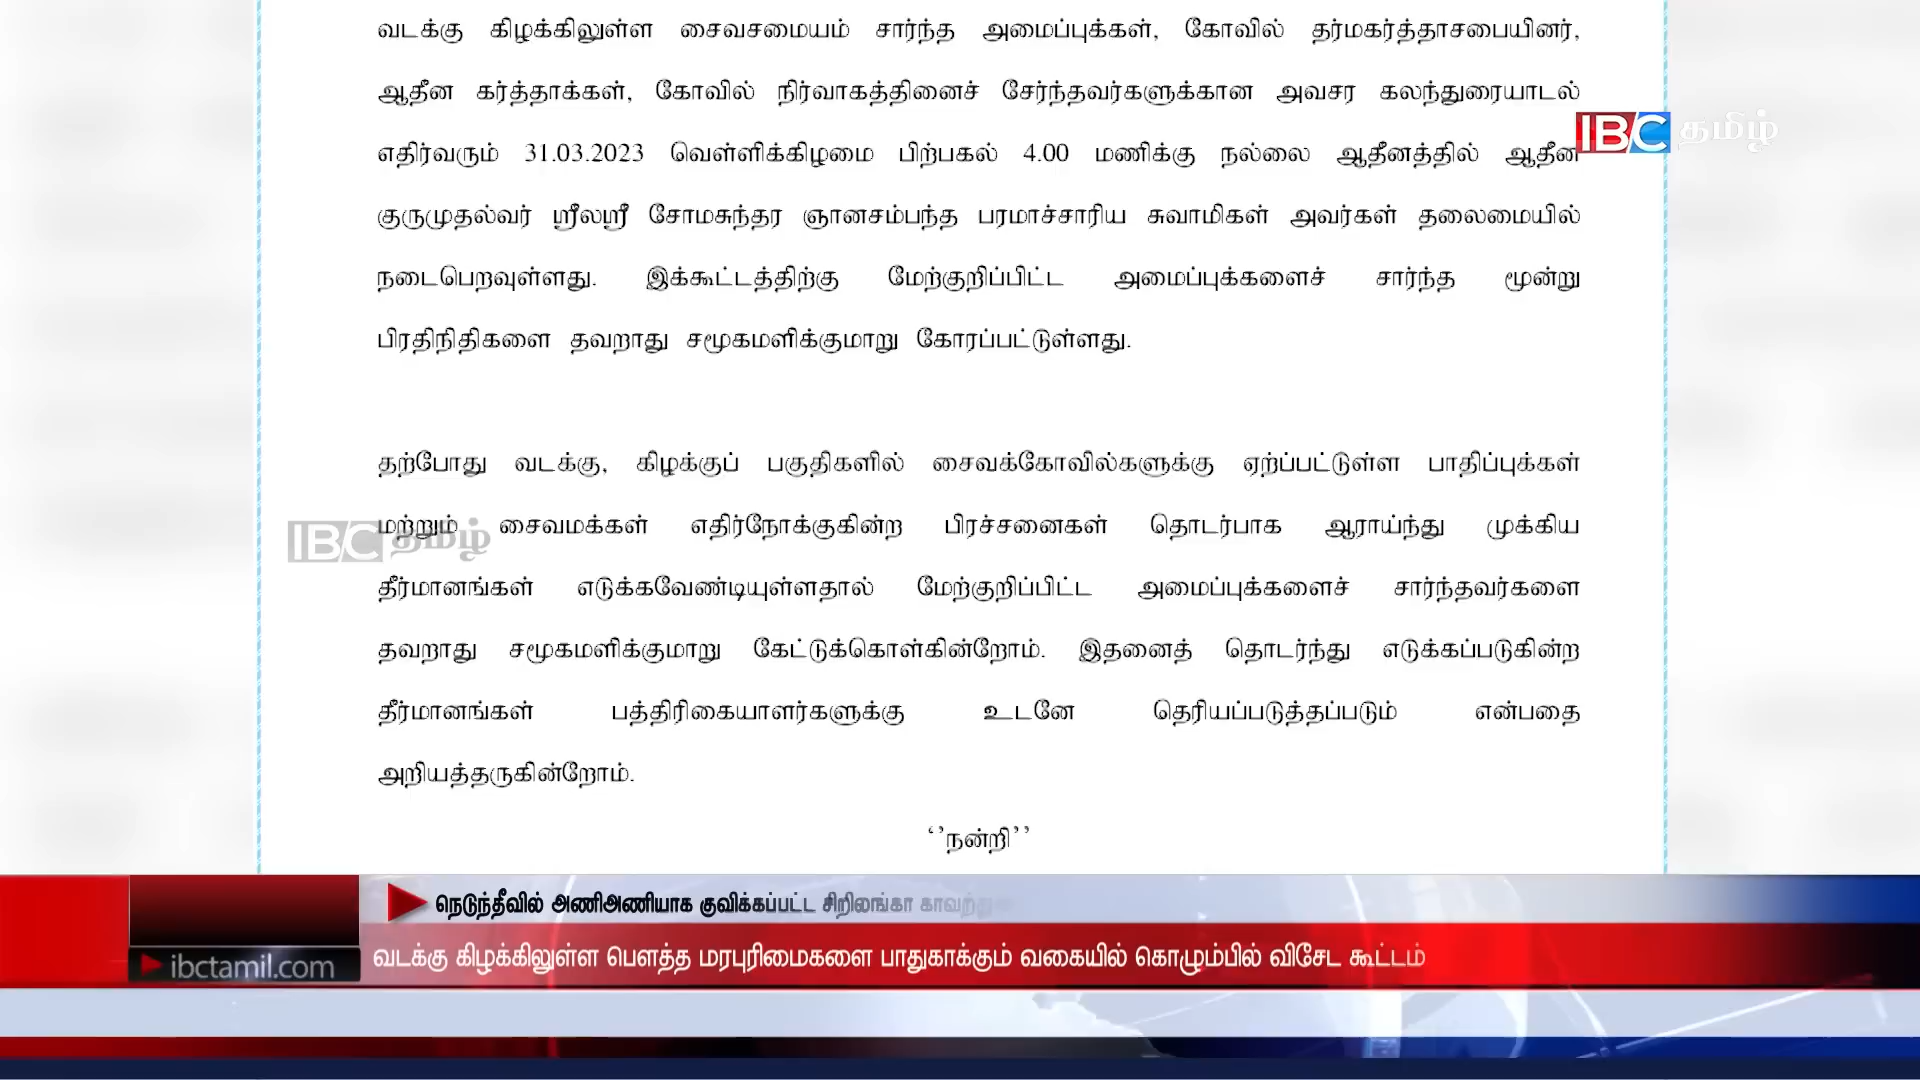 வடக்கு கிழக்கிலுள்ள சைவசமையம் சார்ந்த அமைப்புக்கள், கோவில் தர்மகர்த்தாசபையினர்,
ஆதீன கர்த்தாக்கள், கோவில் நிர்வாகத்தினைச் சேர்ந்தவர்களுக்கான அவசர கலந்துரையாடல்
IBC தமிழ்
எதிர்வரும் 31.03.2023 வெள்ளிக்கிழமை பிற்பகல் 4.00 மணிக்கு நல்லை ஆதீனத்தில் ஆதீன
குருமுதல்வர் ஸ்ரீலஸ்ரீ சோமசுந்தர ஞானசம்பந்த பரமாச்சாரிய சுவாமிகள் அவர்கள் தலைமையில்
நடைபெறவுள்ளது. இக்கூட்டத்திற்கு மேற்குறிப்பிட்ட அமைப்புக்களைச் சார்ந்த மூன்று
பிரதிநிதிகளை தவறாது சமூகமளிக்குமாறு கோரப்பட்டுள்ளது.
தற்போது வடக்கு, கிழக்குப் பகுதிகளில் சைவக்கோவில்களுக்கு ஏற்ப்பட்டுள்ள பாதிப்புக்கள்
மற்றும் சைவமக்கள் எதிர்நோக்குகின்ற பிரச்சனைகள் தொடர்பாக ஆராய்ந்து முக்கிய
IBC தமிழ்
தீர்மானங்கள் எடுக்கவேண்டியுள்ளதால் மேற்குறிப்பிட்ட அமைப்புக்களைச் சார்ந்தவர்களை
தவறாது சமூகமளிக்குமாறு கேட்டுக்கொள்கின்றோம். இதனைத் தொடர்ந்து எடுக்கப்படுகின்ற
தீர்மானங்கள் பத்திரிகையாளர்களுக்கு உடனே தெரியப்படுத்தப்படும் என்பதை
அறியத்தருகின்றோம்.
‘’நன்றி’’
நெடுந்தீவில் அணிஅணியாக குவிக்கப்பட்ட சிறிலங்கா
வடக்கு கிழக்கிலுள்ள பௌத்த மரபுரிமைகளை பாதுகாக்கும் வகையில் கொழும்பில் விசேட கூட்டம்
ibctamil.com